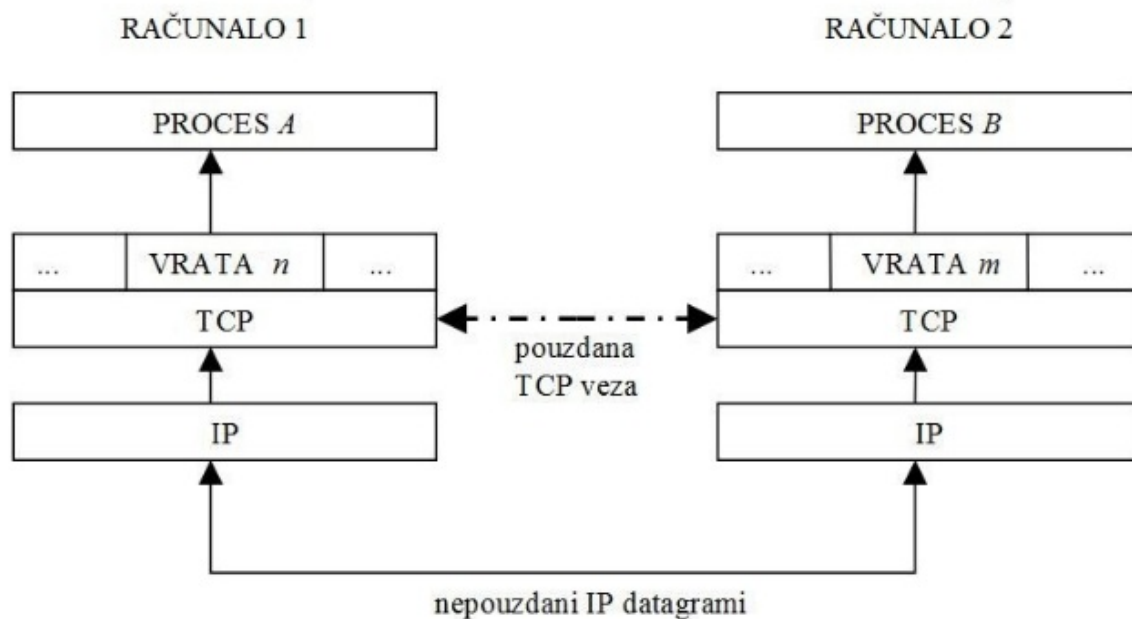 RAČUNALO 1 RAČUNALO 2
PROCES A PROCES B
... VRATA n ... ... VRATA m ...
TCP TCP
pouzdana
TCP veza
IP IP
nepouzdani IP datagrami